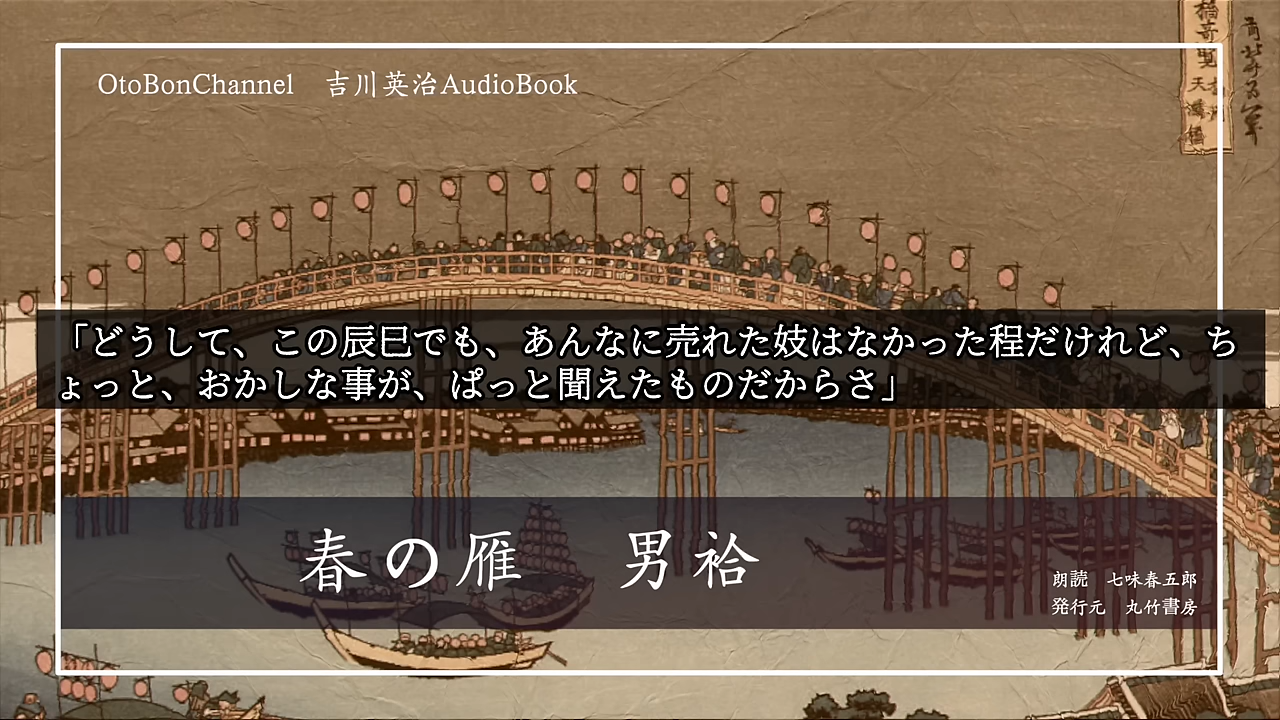 OtoBonChannel　吉川英治AudioBook
「どうして、この辰巳でも、あんなに売れた妓はなかった程だけれど、ち
ょっと、おかしな事が、ぱっと聞えたものだからさ」
春の雁　男袷
朗読　七味春五郎
発行元　丸竹書房